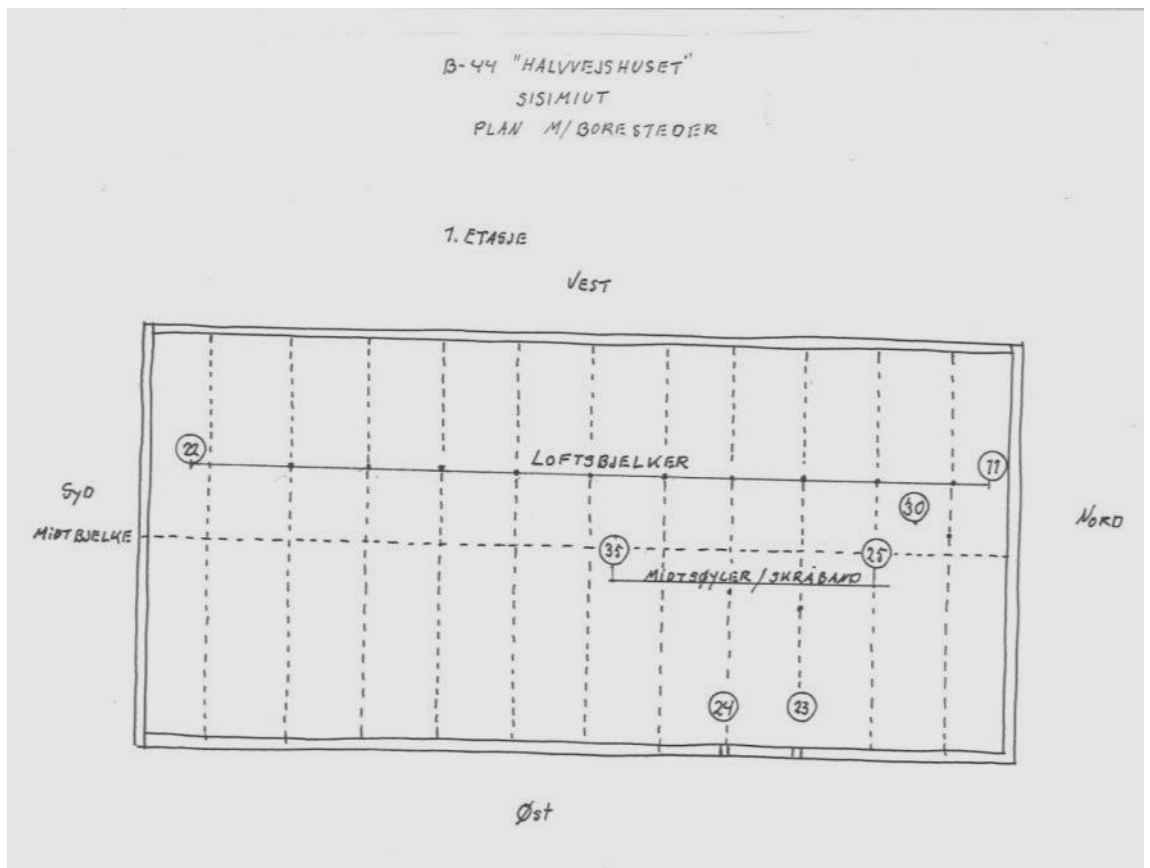 B-44 "HALVVEJSHUSET"
SISIMIUT
PLAN M/BORESTEDER
1. ETASJE
VEST
22
LOFTSBJELKER
11
SYD
30
NORD
MIDTBJELKE
35
25
MIDTSØYLER/SKRÅBAND
24
23
ØST